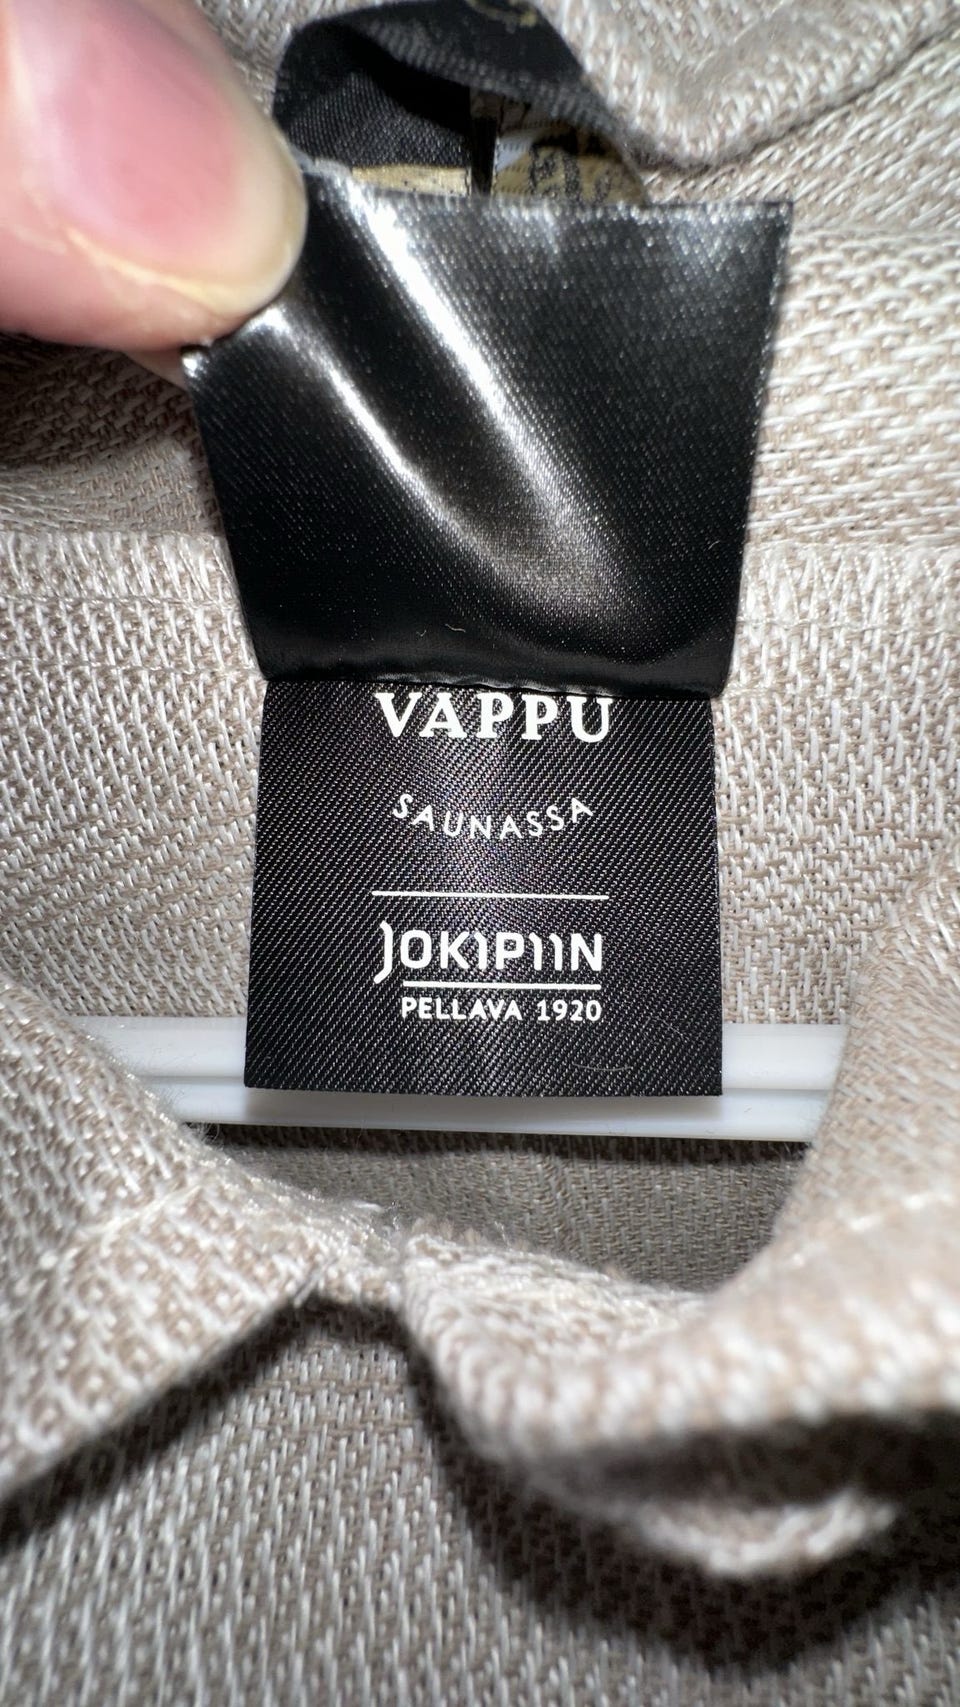 VAPPU
SAUNASSA
JOKIPIIN
PELLAVA 1920